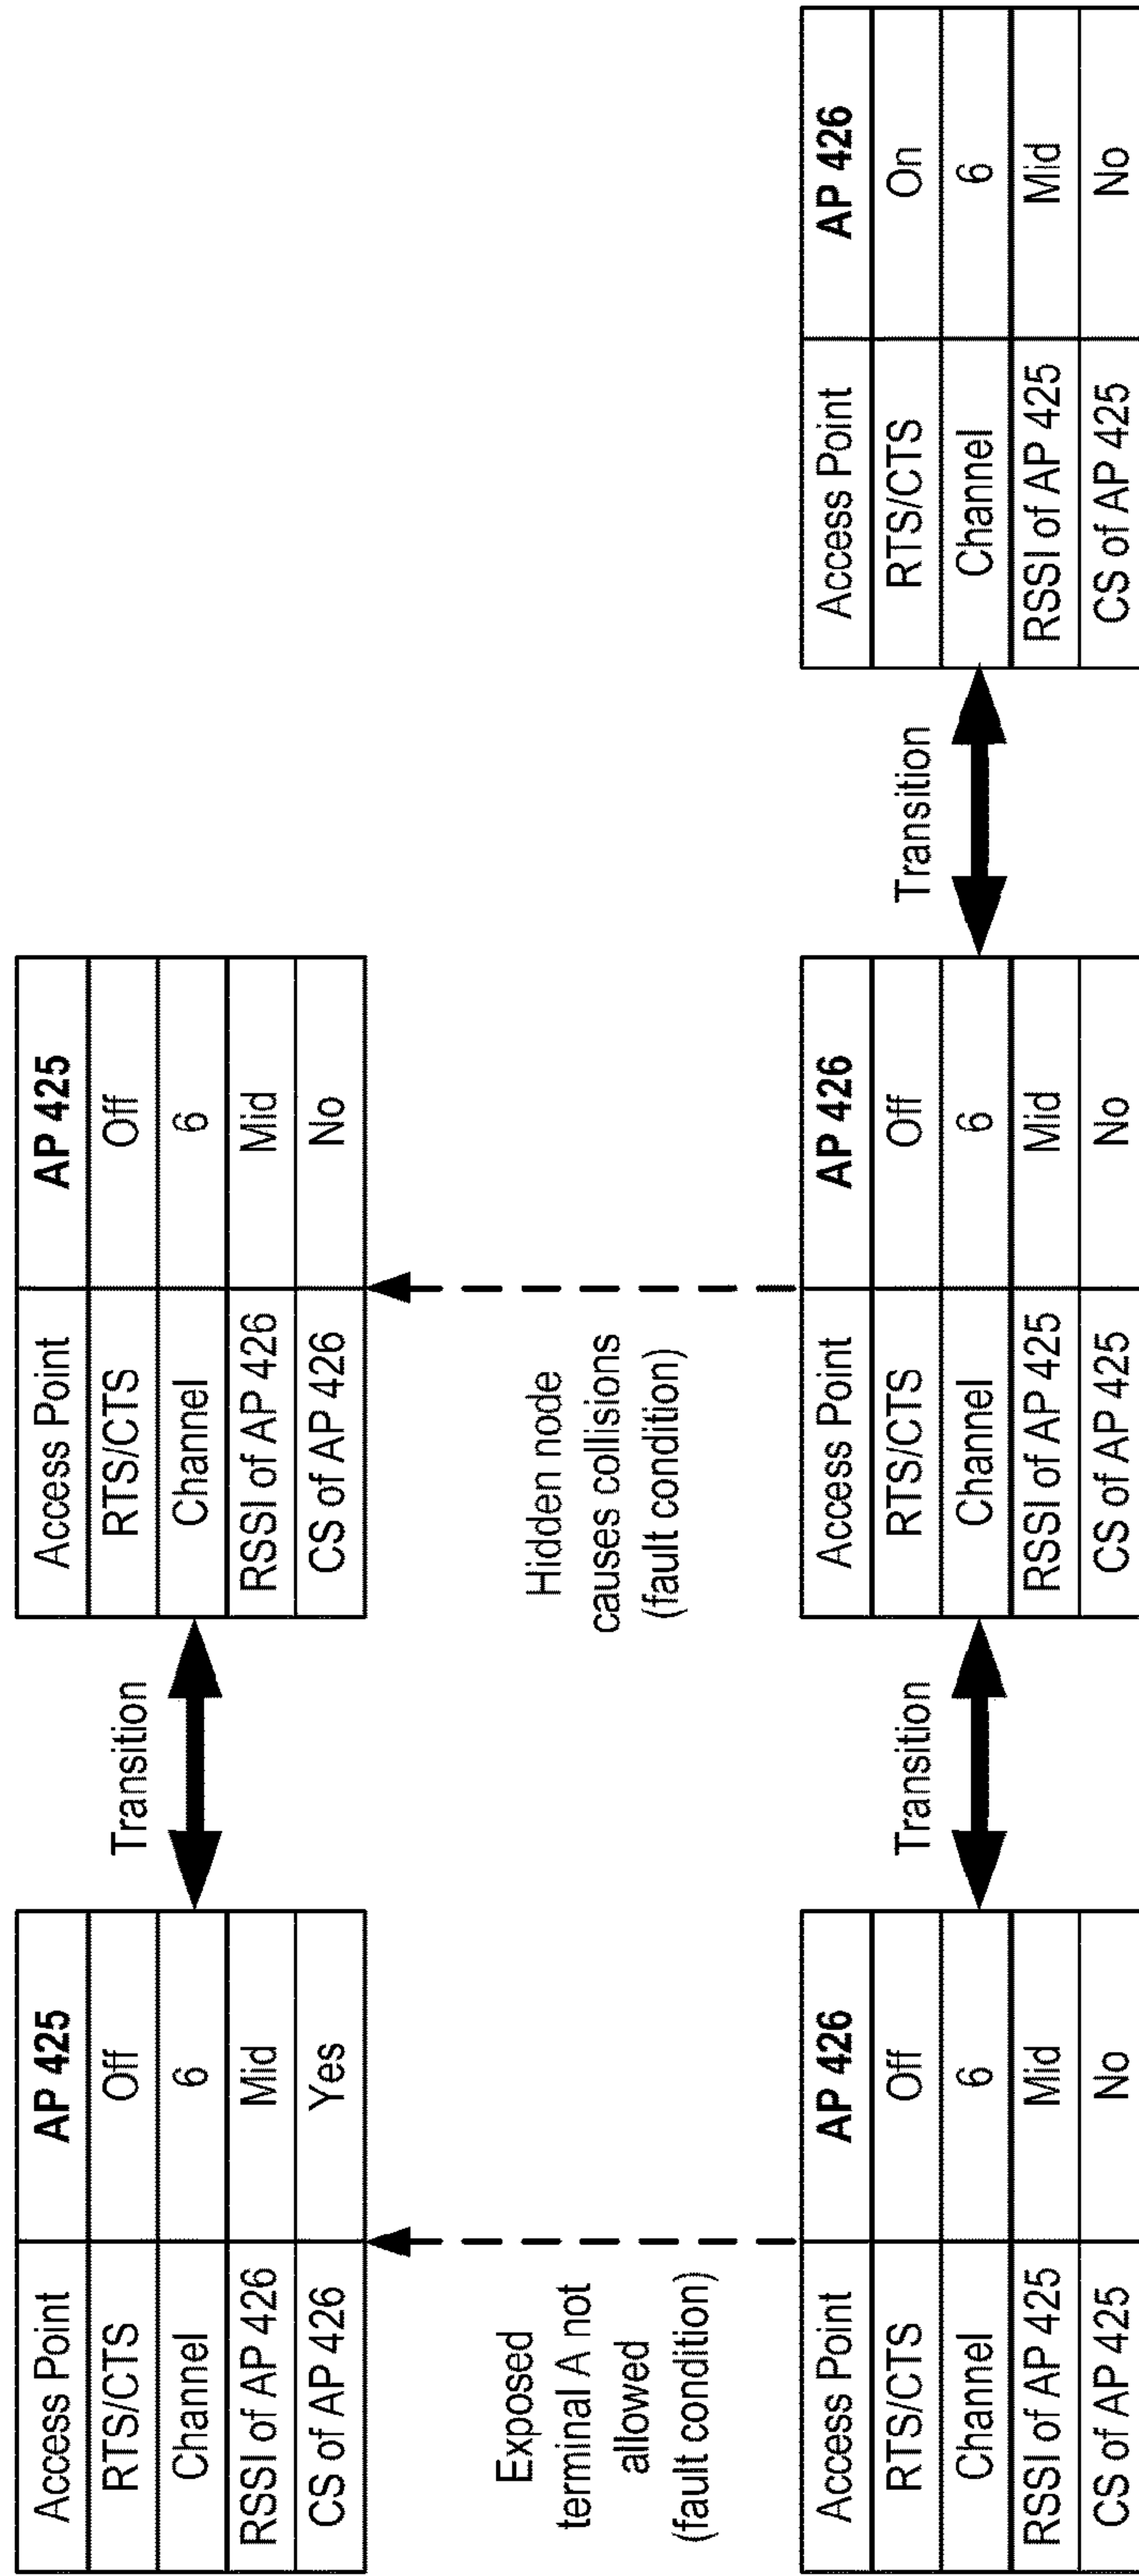 Access Point AP 425
RTS/CTS Off
Channel 6
RSSI of AP 426 Mid
CS of AP 426 Yes
Transition
Access Point AP 425
RTS/CTS Off
Channel 6
RSSI of AP 426 Mid
CS of AP 426 No
Exposed
terminal A not
allowed
(fault condition)
Hidden node
causes collisions
(fault condition)
Access Point AP 426
RTS/CTS Off
Channel 6
RSSI of AP 425 Mid
CS of AP 425 No
Transition
Access Point AP 426
RTS/CTS Off
Channel 6
RSSI of AP 425 Mid
CS of AP 425 No
Transition
Access Point AP 426
RTS/CTS On
Channel 6
RSSI of AP 425 Mid
CS of AP 425 No